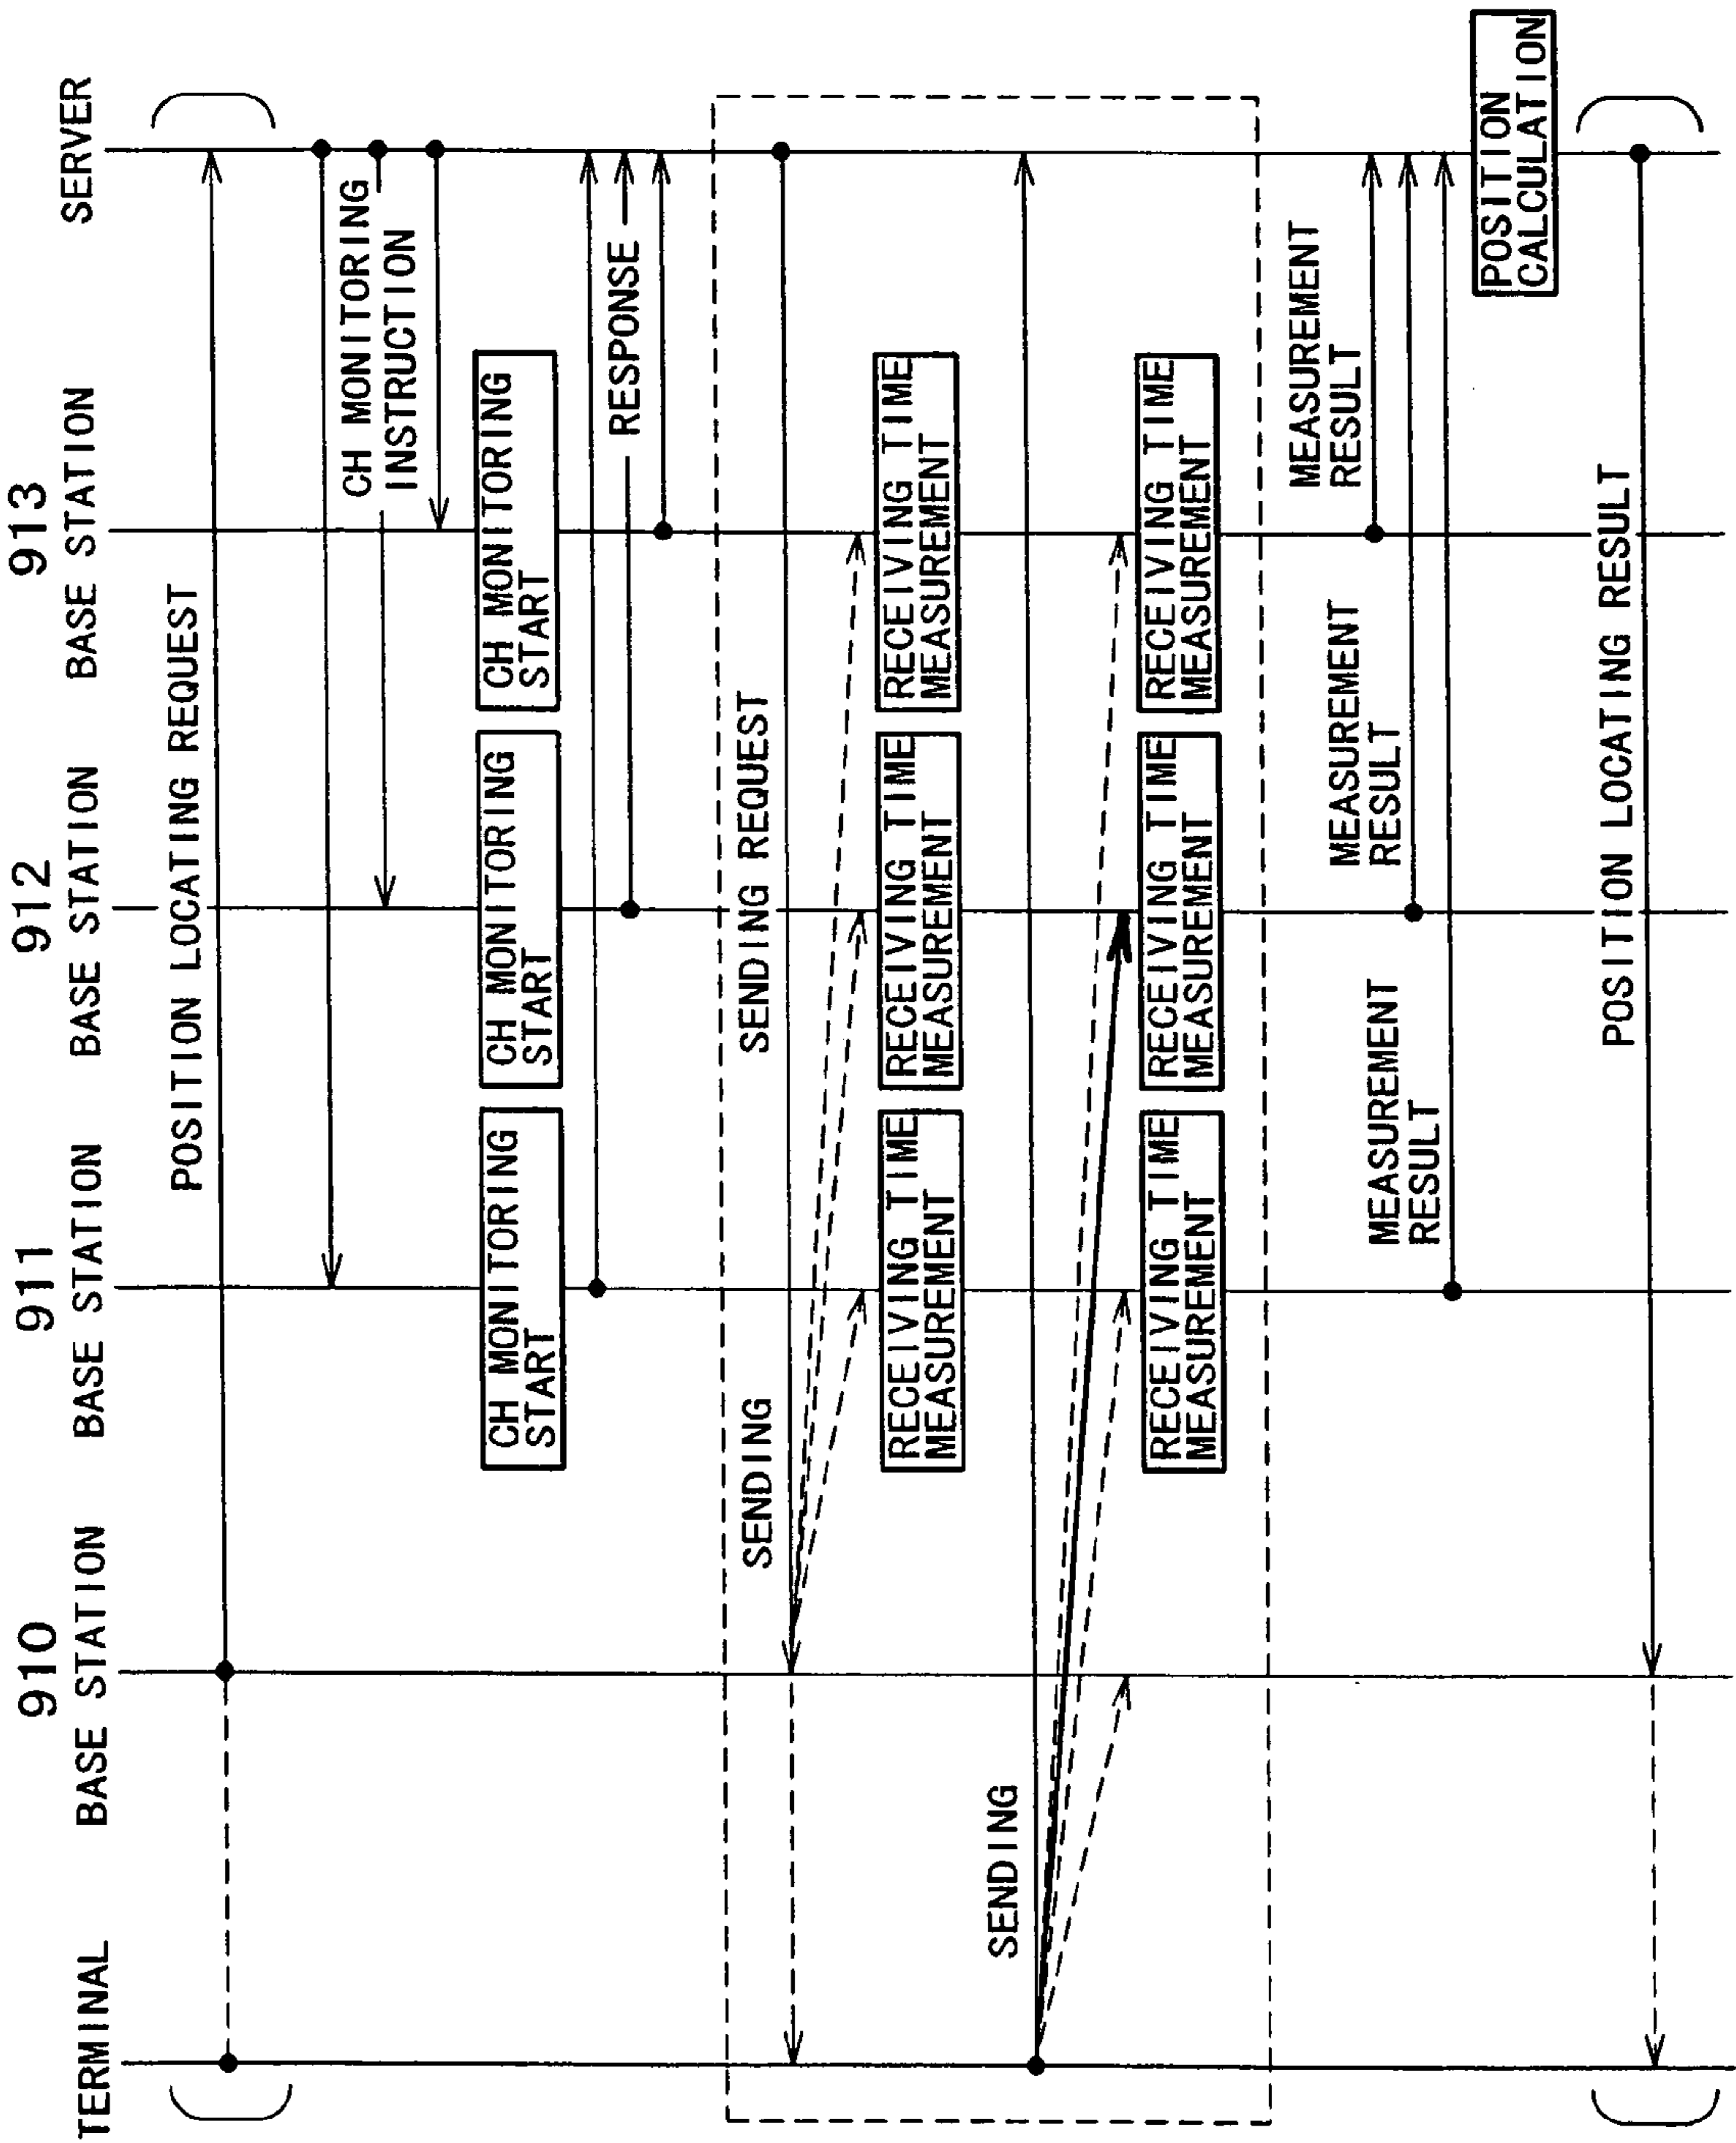 TERMINAL
910
BASE STATION
911
BASE STATION
912
BASE STATION
913
BASE STATION
SERVER
POSITION LOCATING REQUEST
CH MONITORING
INSTRUCTION
CH MONITORING
START
CH MONITORING
START
CH MONITORING
START
RESPONSE
SENDING
SENDING REQUEST
RECEIVING TIME
MEASUREMENT
RECEIVING TIME
MEASUREMENT
RECEIVING TIME
MEASUREMENT
SENDING
RECEIVING TIME
MEASUREMENT
RECEIVING TIME
MEASUREMENT
RECEIVING TIME
MEASUREMENT
MEASUREMENT
RESULT
MEASUREMENT
RESULT
MEASUREMENT
RESULT
POSITION
CALCULATION
POSITION LOCATING RESULT